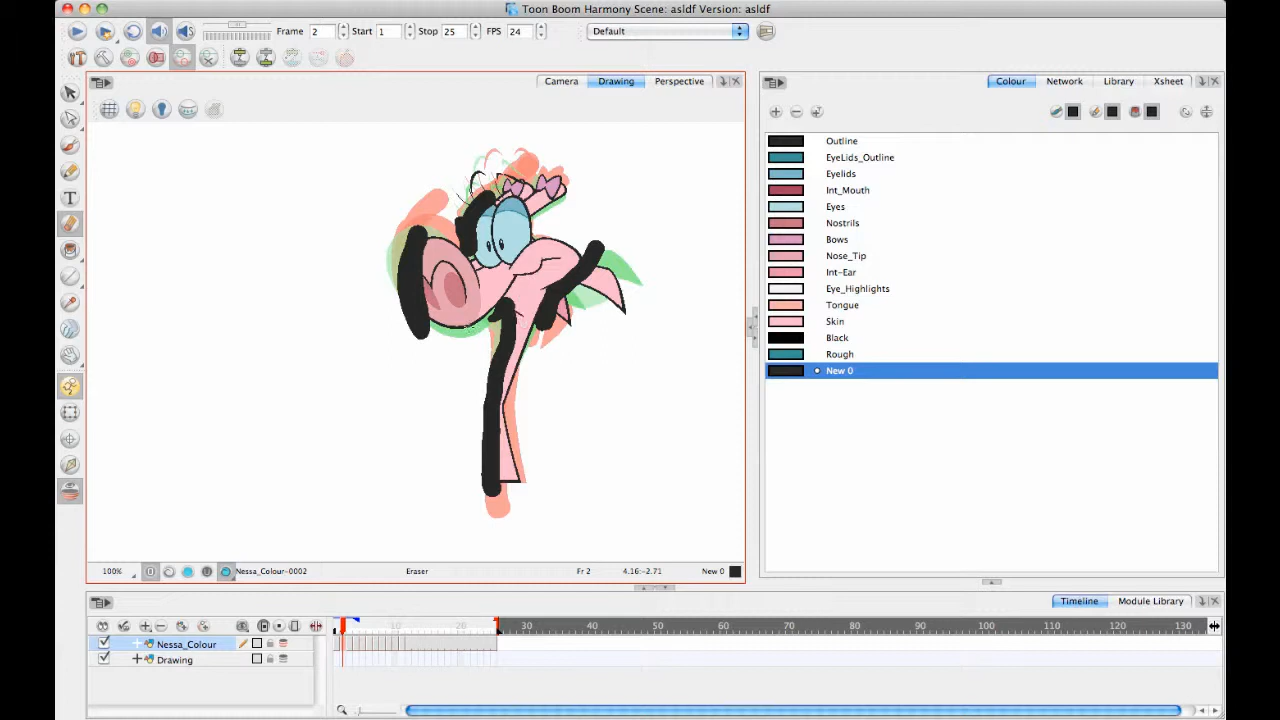 Toon Boom Harmony Scene: asldf Version: asldf
Frame 2 Start 1 Stop 25 FPS 24 Default
Camera Drawing Perspective
Colour Network Library Xsheet
Outline
EyeLids_Outline
Eyelids
Int_Mouth
Eyes
Nostrils
Bows
Nose_Tip
Int-Ear
Eye_Highlights
Tongue
Skin
Black
Rough
New 0
T
100% Nessa_Colour-0002 Eraser Fr 2 4.16:-2.71 New 0
Timeline Module Library
10 20 30 40 50 60 70 80 90 100 110 120 130
Nessa_Colour
Drawing